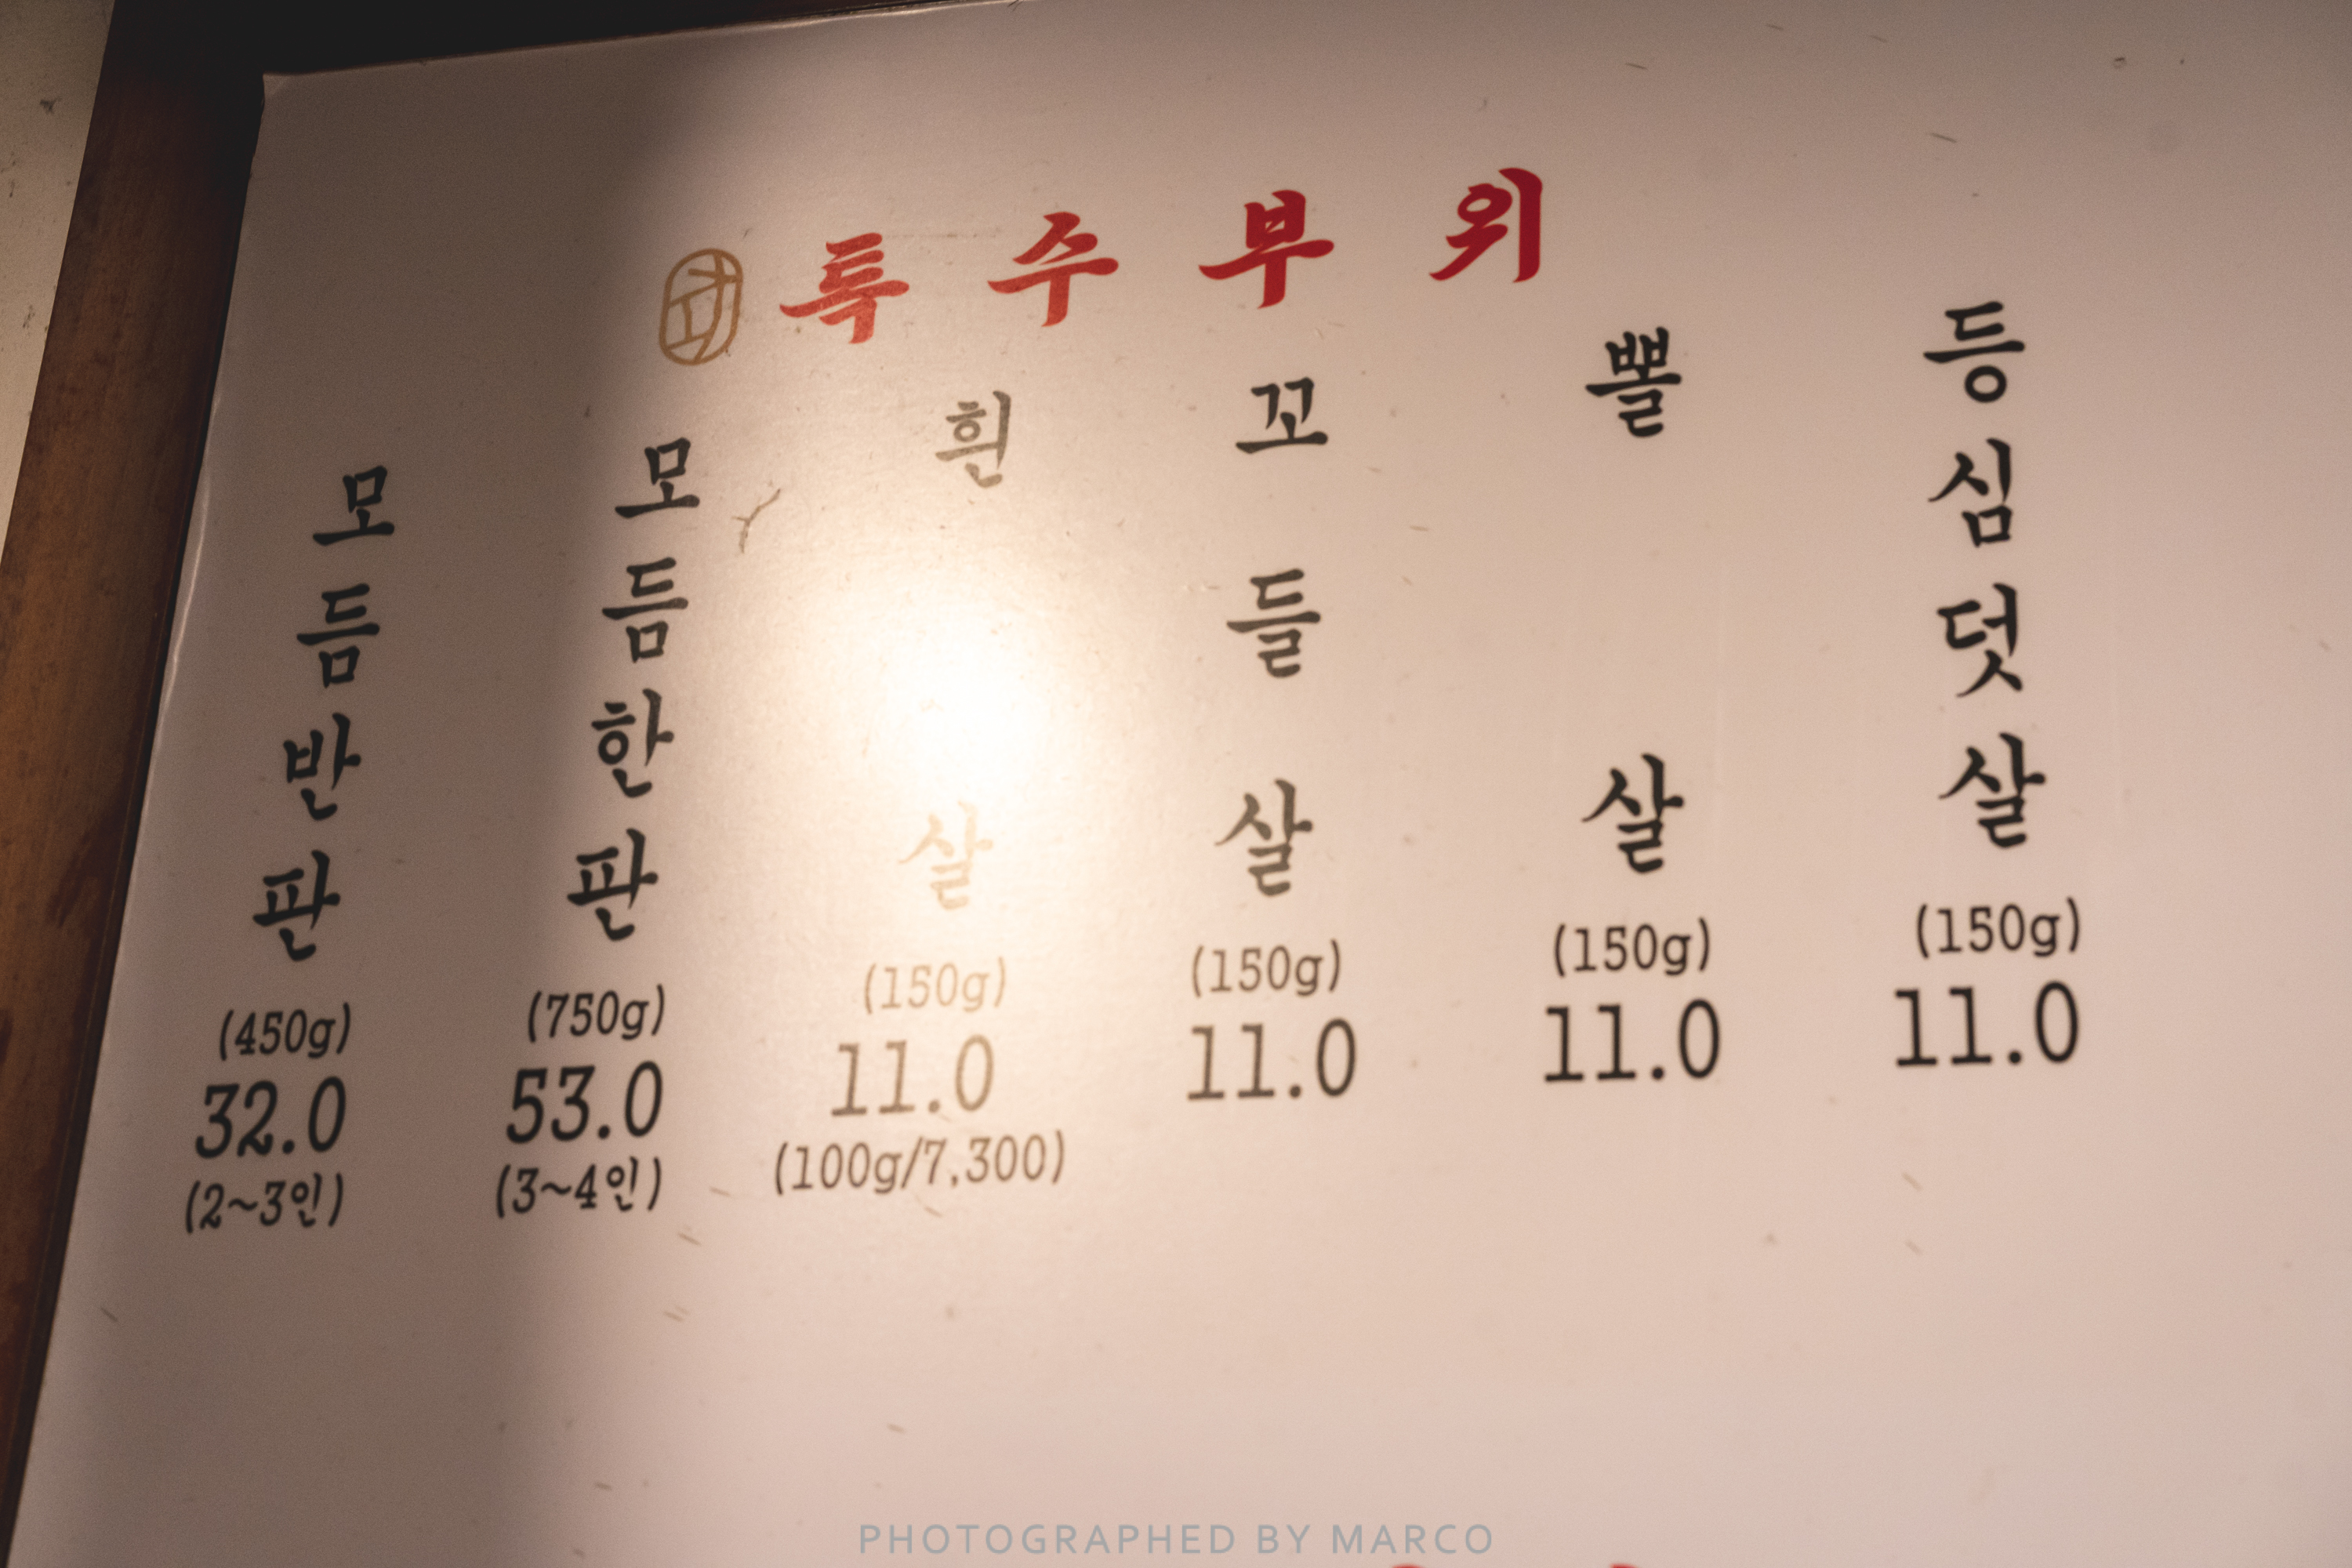 특수부위
모듬반판
(450g)
32.0
(2~3인)
모듬한판
(750g)
53.0
(3~4인)
흰살
(150g)
11.0
(100g/7,300)
꼬들살
(150g)
11.0
뽈살
(150g)
11.0
등심덧살
(150g)
11.0
PHOTOGRAPHED BY MARCO